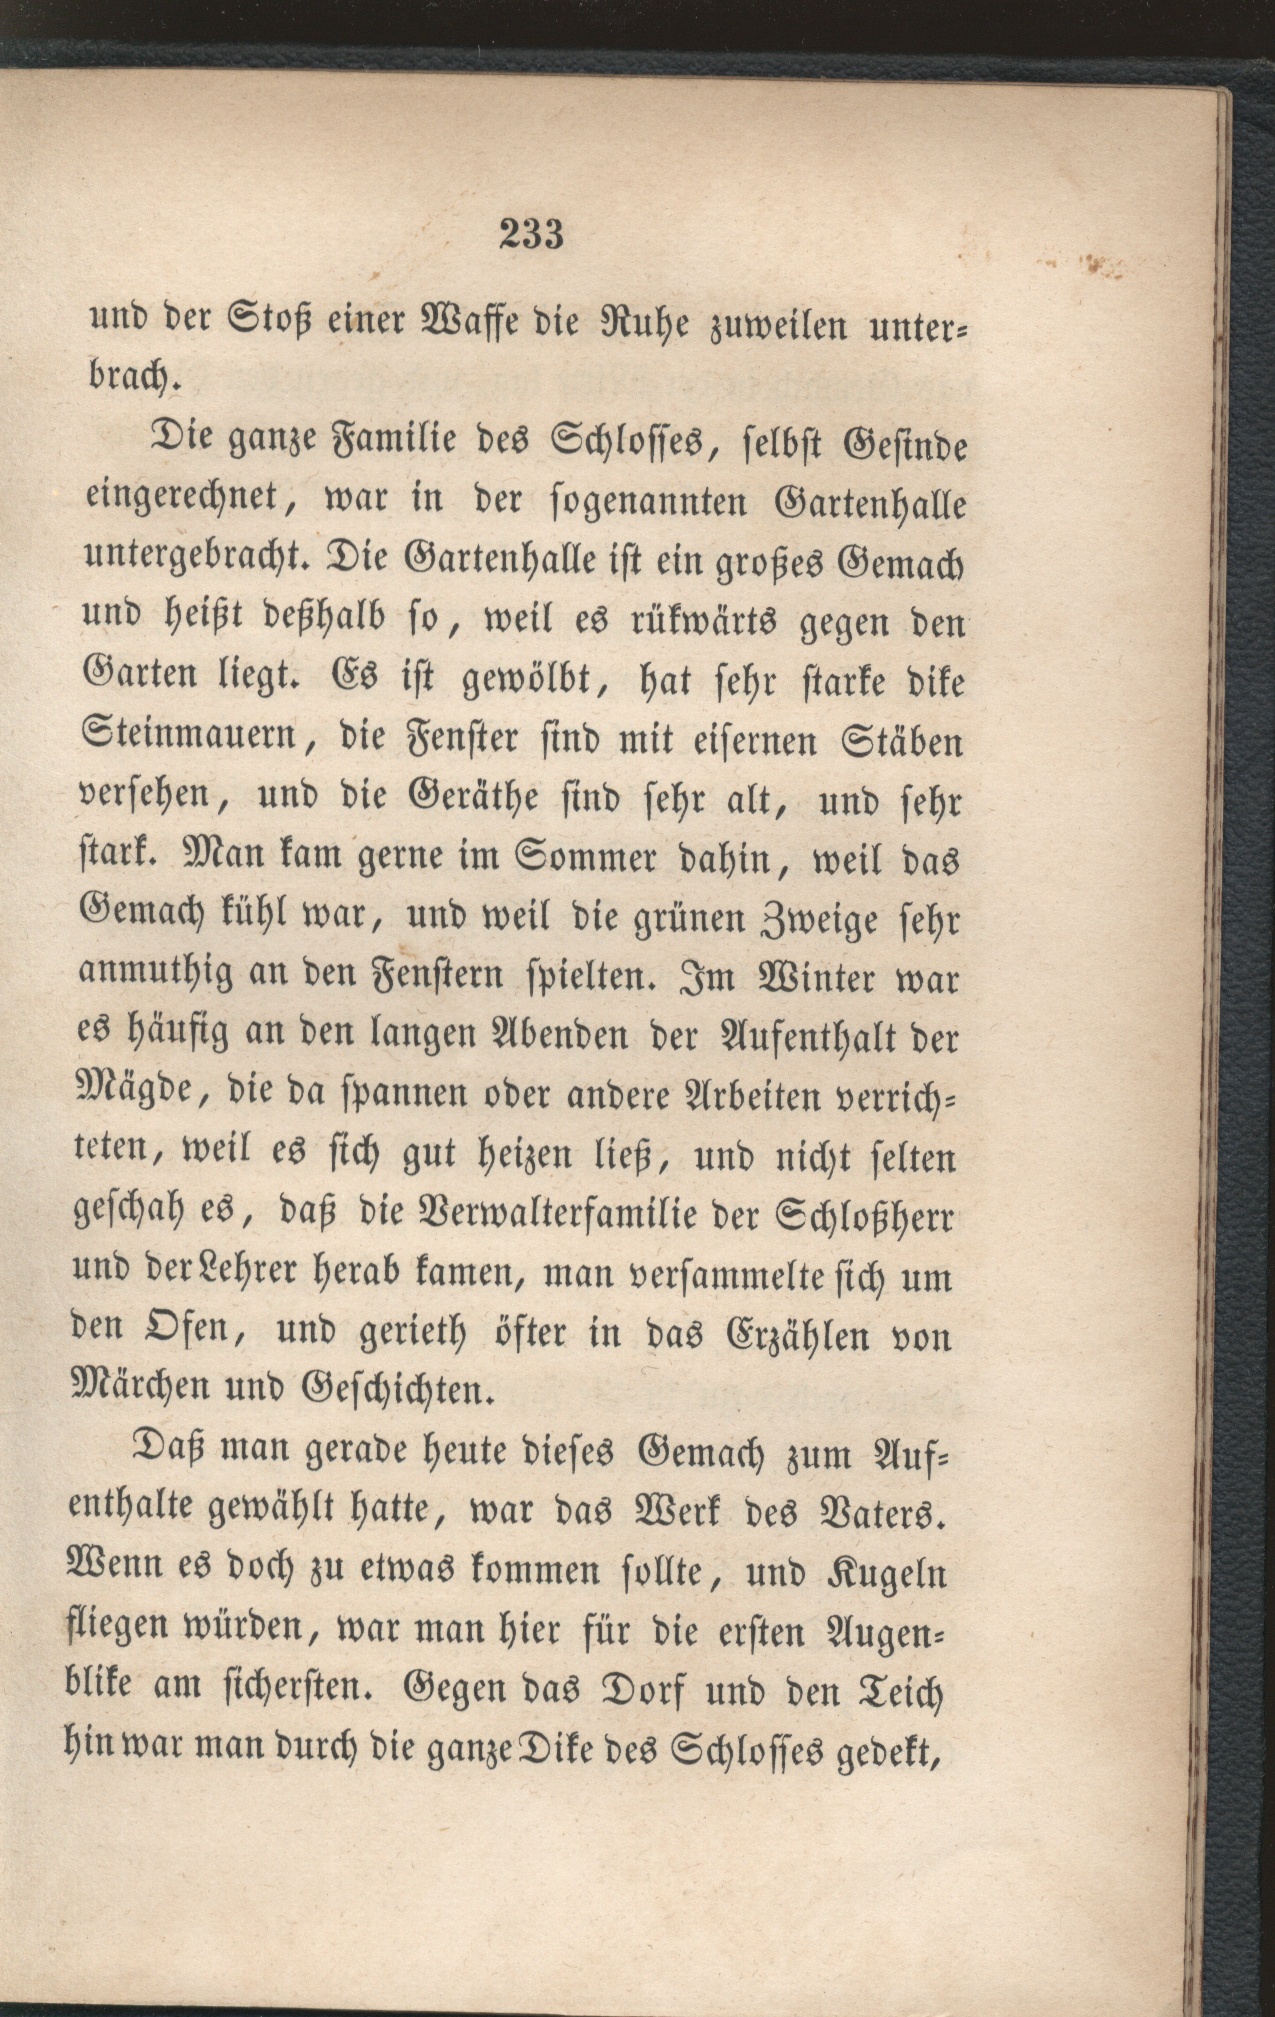 233
und der Stoß einer Waffe die Ruhe zuweilen unter-
brach.
Die ganze Familie des Schlosses, selbst Gesinde
eingerechnet, war in der sogenannten Gartenhalle
untergebracht. Die Gartenhalle ist ein großes Gemach
und heißt deßhalb so, weil es rükwärts gegen den
Garten liegt. Es ist gewölbt, hat sehr starke dike
Steinmauern, die Fenster sind mit eisernen Stäben
versehen, und die Geräthe sind sehr alt, und sehr
stark. Man kam gerne im Sommer dahin, weil das
Gemach kühl war, und weil die grünen Zweige sehr
anmuthig an den Fenstern spielten. Im Winter war
es häufig an den langen Abenden der Aufenthalt der
Mägde, die da spannen oder andere Arbeiten verrich-
teten, weil es sich gut heizen ließ, und nicht selten
geschah es, daß die Verwalterfamilie der Schloßherr
und der Lehrer herab kamen, man versammelte sich um
den Ofen, und gerieth öfter in das Erzählen von
Märchen und Geschichten.
Daß man gerade heute dieses Gemach zum Auf-
enthalte gewählt hatte, war das Werk des Vaters.
Wenn es doch zu etwas kommen sollte, und Kugeln
fliegen würden, war man hier für die ersten Augen-
blike am sichersten. Gegen das Dorf und den Teich
hin war man durch die ganze Dike des Schlosses gedekt,